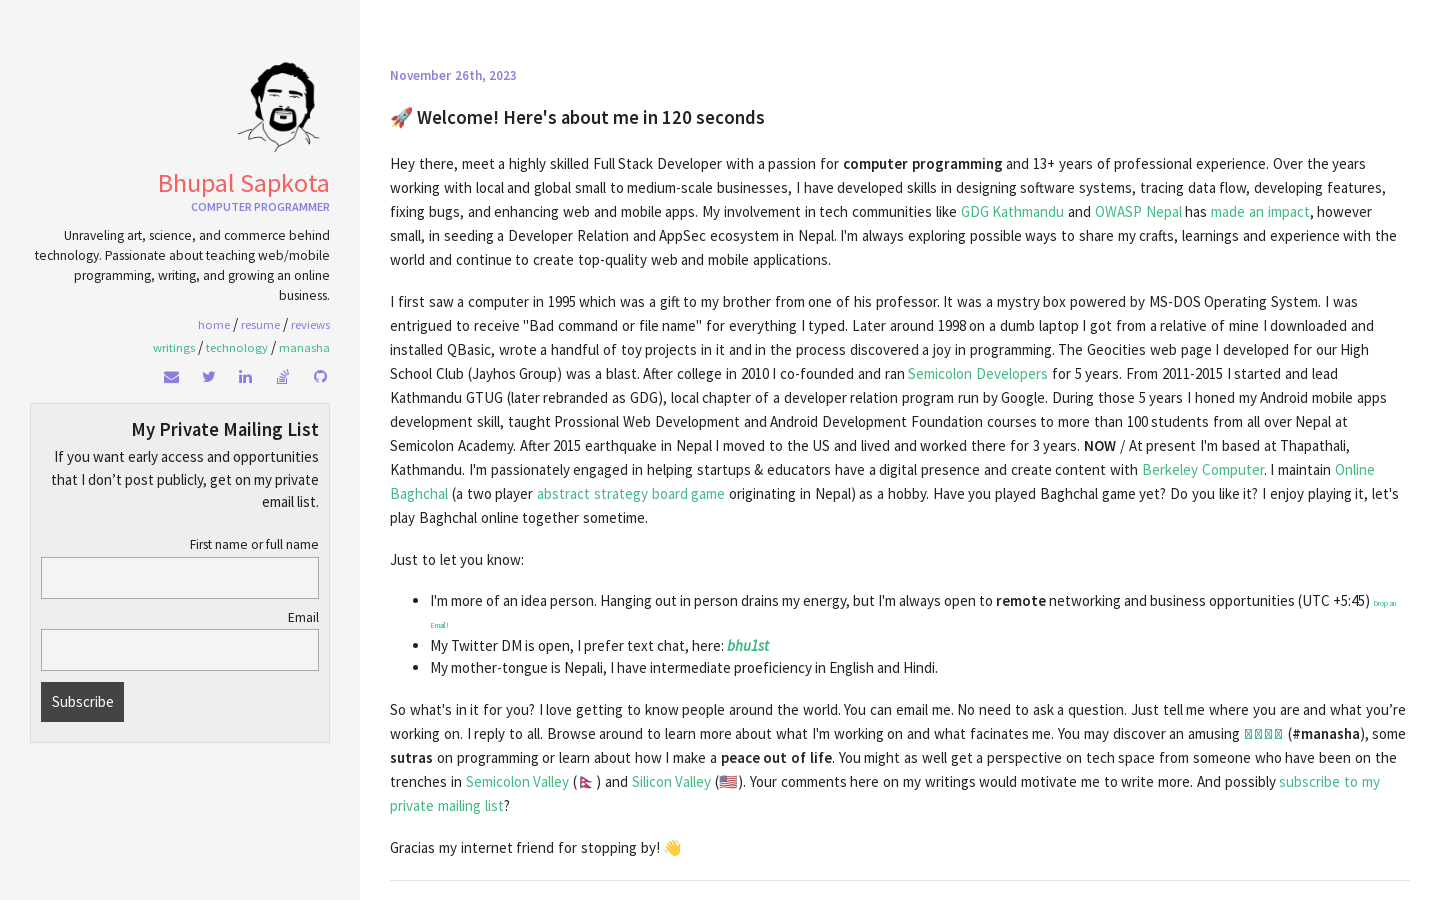 Bhupal Sapkota
COMPUTER PROGRAMMER
Unraveling art, science, and commerce behind
technology. Passionate about teaching web/mobile
programming, writing, and growing an online
business.
home / resume / reviews
writings / technology / manasha
My Private Mailing List
If you want early access and opportunities
that I don’t post publicly, get on my private
email list.
First name or full name
Email
Subscribe
November 26th, 2023
🚀 Welcome! Here's about me in 120 seconds
Hey there, meet a highly skilled Full Stack Developer with a passion for computer programming and 13+ years of professional experience. Over the years
working with local and global small to medium-scale businesses, I have developed skills in designing software systems, tracing data flow, developing features,
fixing bugs, and enhancing web and mobile apps. My involvement in tech communities like GDG Kathmandu and OWASP Nepal has made an impact, however
small, in seeding a Developer Relation and AppSec ecosystem in Nepal. I'm always exploring possible ways to share my crafts, learnings and experience with the
world and continue to create top-quality web and mobile applications.
I first saw a computer in 1995 which was a gift to my brother from one of his professor. It was a mystry box powered by MS-DOS Operating System. I was
entrigued to receive "Bad command or file name" for everything I typed. Later around 1998 on a dumb laptop I got from a relative of mine I downloaded and
installed QBasic, wrote a handful of toy projects in it and in the process discovered a joy in programming. The Geocities web page I developed for our High
School Club (Jayhos Group) was a blast. After college in 2010 I co-founded and ran Semicolon Developers for 5 years. From 2011-2015 I started and lead
Kathmandu GTUG (later rebranded as GDG), local chapter of a developer relation program run by Google. During those 5 years I honed my Android mobile apps
development skill, taught Prossional Web Development and Android Development Foundation courses to more than 100 students from all over Nepal at
Semicolon Academy. After 2015 earthquake in Nepal I moved to the US and lived and worked there for 3 years. NOW / At present I'm based at Thapathali,
Kathmandu. I'm passionately engaged in helping startups & educators have a digital presence and create content with Berkeley Computer. I maintain Online
Baghchal (a two player abstract strategy board game originating in Nepal) as a hobby. Have you played Baghchal game yet? Do you like it? I enjoy playing it, let's
play Baghchal online together sometime.
Just to let you know:
I'm more of an idea person. Hanging out in person drains my energy, but I'm always open to remote networking and business opportunities (UTC +5:45) Drop an
Email!
My Twitter DM is open, I prefer text chat, here: bhu1st
My mother-tongue is Nepali, I have intermediate proeficiency in English and Hindi.
So what's in it for you? I love getting to know people around the world. You can email me. No need to ask a question. Just tell me where you are and what you’re
working on. I reply to all. Browse around to learn more about what I'm working on and what facinates me. You may discover an amusing (#manasha), some
sutras on programming or learn about how I make a peace out of life. You might as well get a perspective on tech space from someone who have been on the
trenches in Semicolon Valley (🇳🇵 ) and Silicon Valley (🇺🇸). Your comments here on my writings would motivate me to write more. And possibly subscribe to my
private mailing list?
Gracias my internet friend for stopping by! 👋